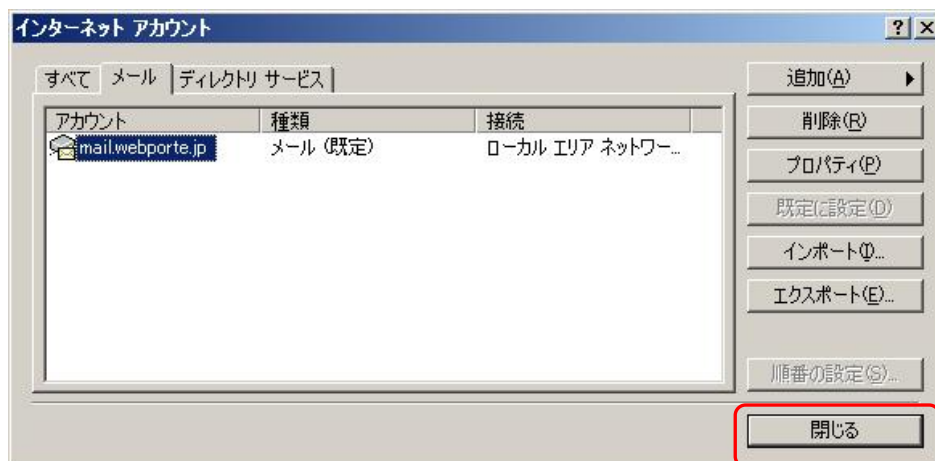 インターネット アカウント
すべて メール ディレクトリ サービス
アカウント 種類 接続
mail.webporte.jp メール (既定) ローカル エリア ネットワー...
追加(A)
削除(R)
プロパティ(P)
既定に設定(D)
インポート(I)...
エクスポート(E)...
順番の設定(S)...
閉じる